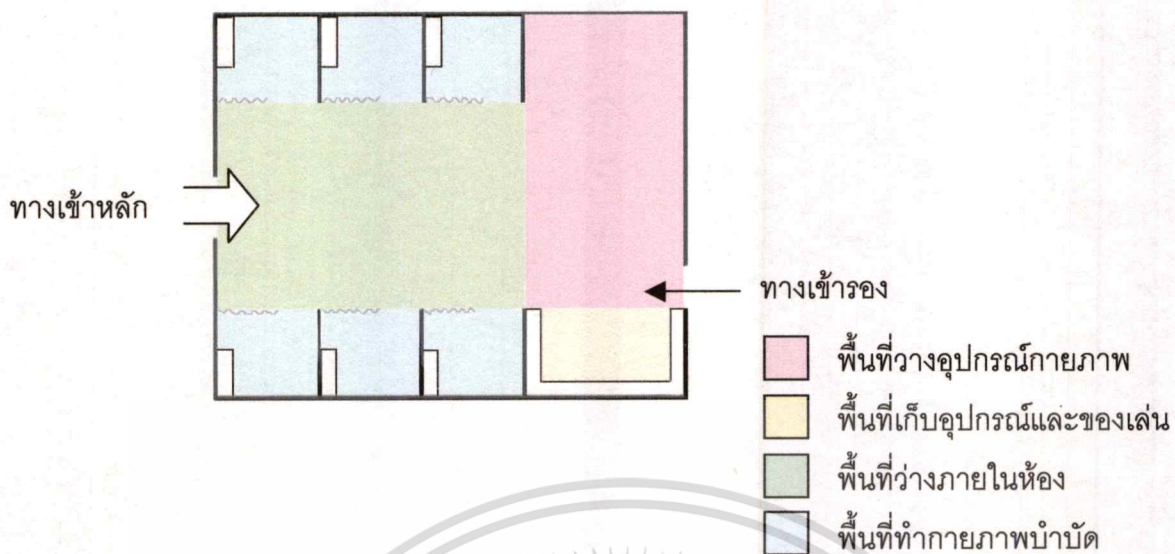 ทางเข้าหลัก
ทางเข้ารอง
พื้นที่วางอุปกรณ์กายภาพ
พื้นที่เก็บอุปกรณ์และของเล่น
พื้นที่ว่างภายในห้อง
พื้นที่ทำกายภาพบำบัด